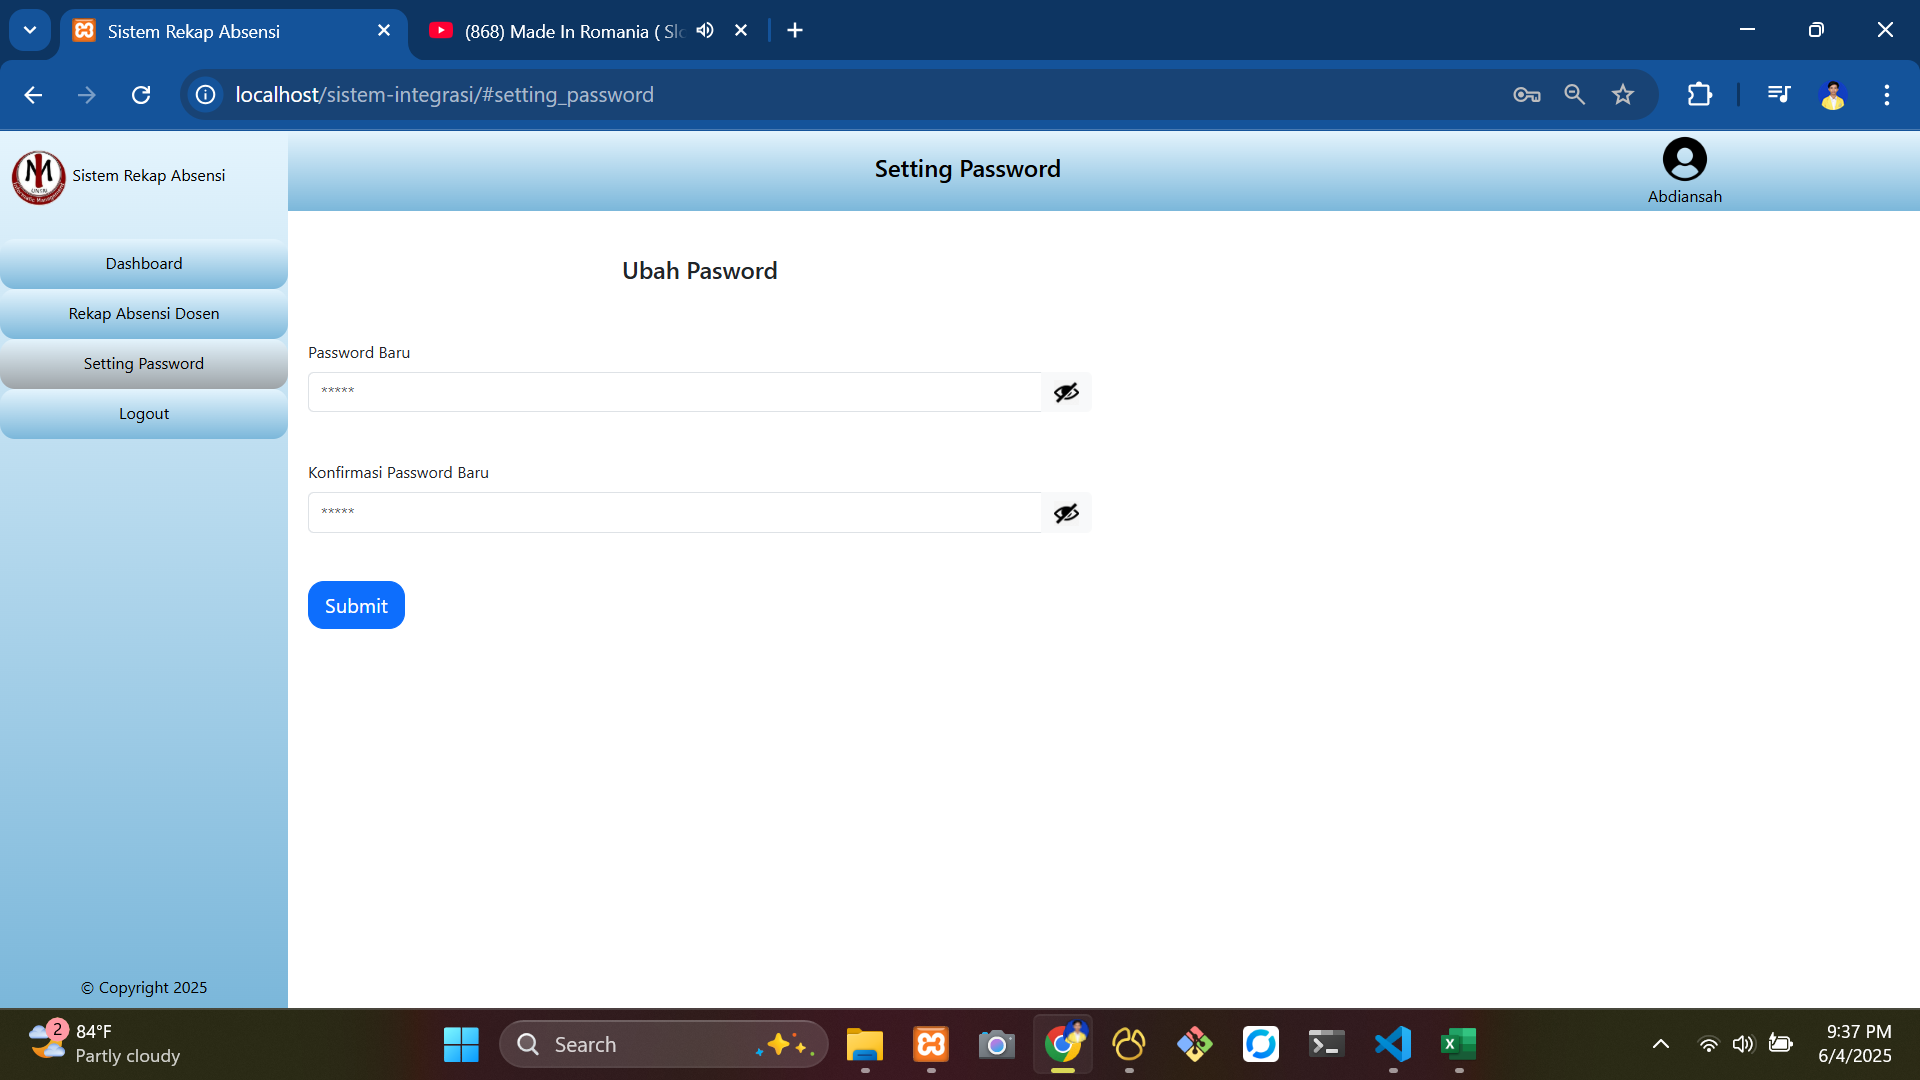 Sistem Rekap Absensi
(868) Made In Romania ( Slo
localhost/sistem-integrasi/#setting_password
Sistem Rekap Absensi
Setting Password
Abdiansah
Dashboard
Rekap Absensi Dosen
Setting Password
Logout
Ubah Pasword
Password Baru
*****
Konfirmasi Password Baru
*****
Submit
© Copyright 2025
2
84°F
Partly cloudy
Search
9:37 PM
6/4/2025